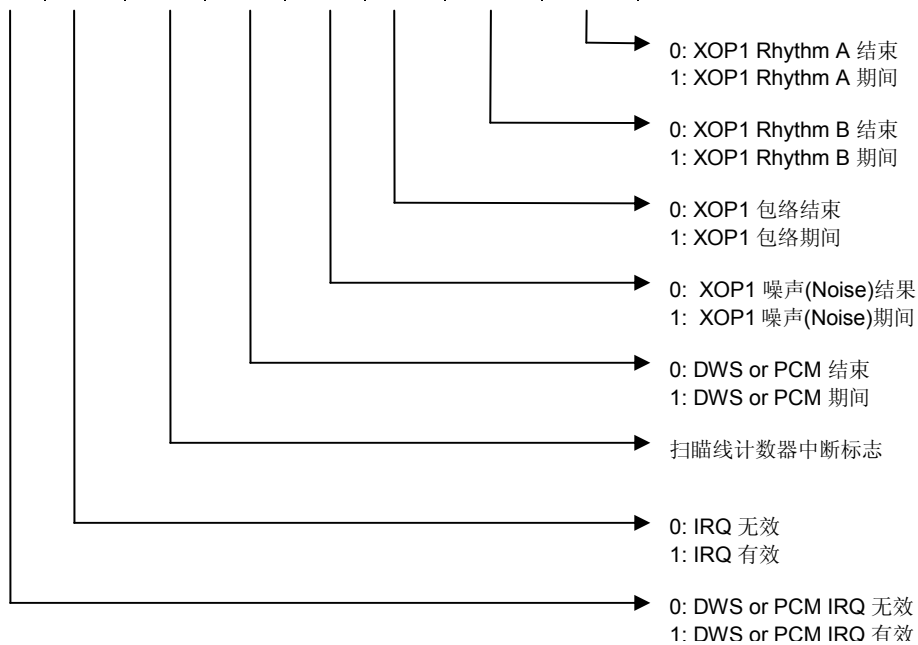 0: XOP1 Rhythm A 结束
1: XOP1 Rhythm A 期间
0: XOP1 Rhythm B 结束
1: XOP1 Rhythm B 期间
0: XOP1 包络结束
1: XOP1 包络期间
0: XOP1 噪声(Noise)结果
1: XOP1 噪声(Noise)期间
0: DWS or PCM 结束
1: DWS or PCM 期间
扫瞄线计数器中断标志
0: IRQ 无效
1: IRQ 有效
0: DWS or PCM IRQ 无效
1: DWS or PCM IRQ 有效